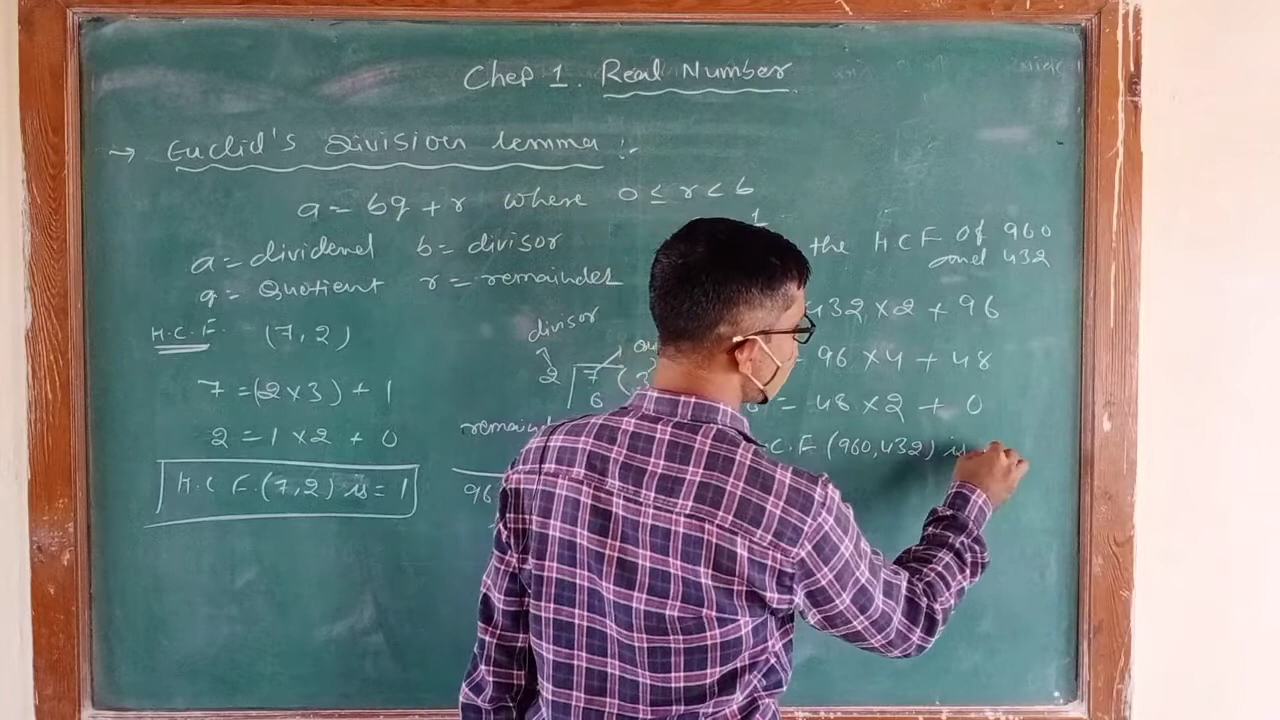 Chep 1. Real Number
→ Euclid's Division lemma :-
a = bq + r where 0 ≤ r < b
a = dividend b = divisor
q = Quotient r = remainder
H.C.F. (7,2)
7 = (2×3) + 1
2 = 1 × 2 + 0
H.C.F.(7,2) is = 1
divisor
2 7
6
96
1
the HCF of 960
and 432
432 × 2 + 96
= 96 × 4 + 48
= 48 × 2 + 0
C.F (960,432) is